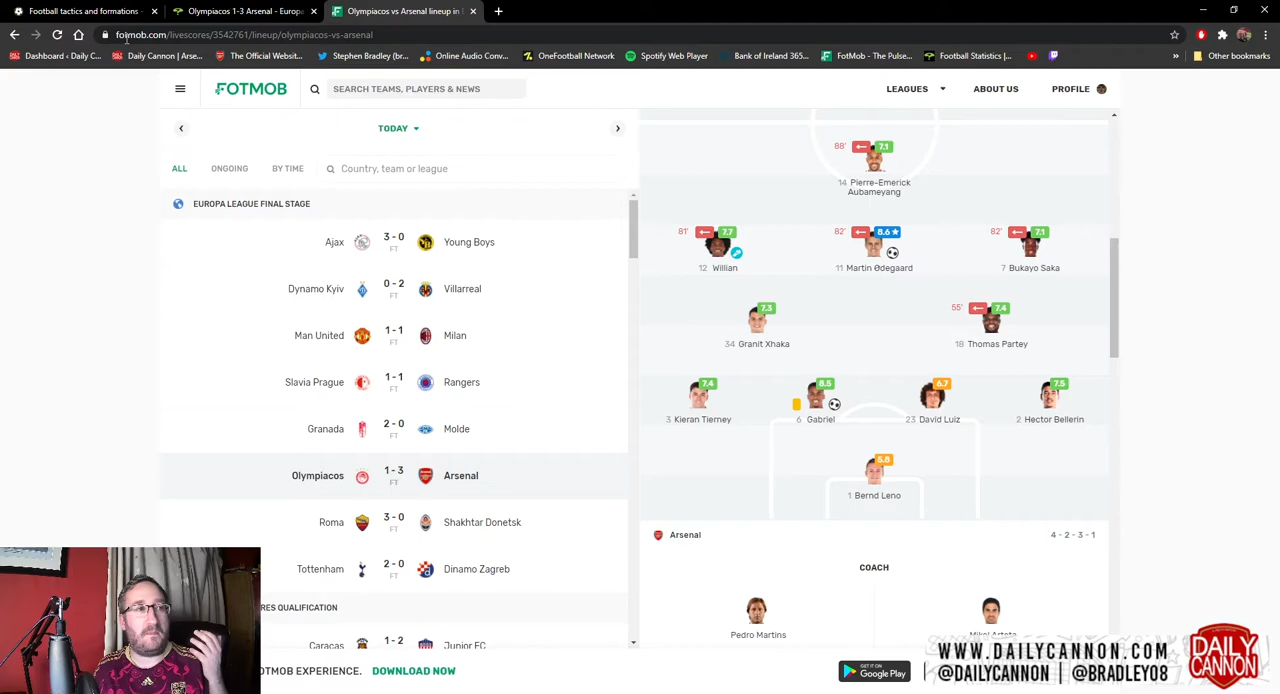 Football tactics and formations -
Olympiacos 1-3 Arsenal - Europa
Olympiacos vs Arsenal lineup in E
fotmob.com/livescores/3542761/lineup/olympiacos-vs-arsenal
Dashboard ‹ Daily C...
Daily Cannon | Arse...
The Official Website...
Stephen Bradley (br...
Active Online Conv...
OneFootball Network
Spotify Web Player
Bank of Ireland 365...
FotMob - The Pulse...
Football Statistics |...
»
Other bookmarks
FOTMOB
SEARCH TEAMS, PLAYERS & NEWS
LEAGUES
ABOUT US
PROFILE
TODAY
ALL
ONGOING
BY TIME
Country, team or league
EUROPA LEAGUE FINAL STAGE
Ajax 3 - 0 Young Boys
FT
Dynamo Kyiv 0 - 2 Villarreal
FT
Man United 1 - 1 Milan
FT
Slavia Prague 1 - 1 Rangers
FT
Granada 2 - 0 Molde
FT
Olympiacos 1 - 3 Arsenal
FT
Roma 3 - 0 Shakhtar Donetsk
FT
Tottenham 2 - 0 Dinamo Zagreb
FT
RES QUALIFICATION
Caracas 1 - 2 Junior FC
88' 7.1
14 Pierre-Emerick
Aubameyang
81' 7.7
12 Willian
82' 8.6
11 Martin Ødegaard
82' 7.1
7 Bukayo Saka
7.3
34 Granit Xhaka
55' 7.4
18 Thomas Partey
7.4
3 Kieran Tierney
8.5
6 Gabriel
6.7
23 David Luiz
7.5
2 Hector Bellerin
5.8
1 Bernd Leno
Arsenal 4 - 2 - 3 - 1
COACH
Pedro Martins
Mikel Arteta
OTMOB EXPERIENCE. DOWNLOAD NOW
GET IT ON
Google Play
WWW.DAILYCANNON.COM
@DAILYCANNON | @BRADLEY08
DAILY
CANNON